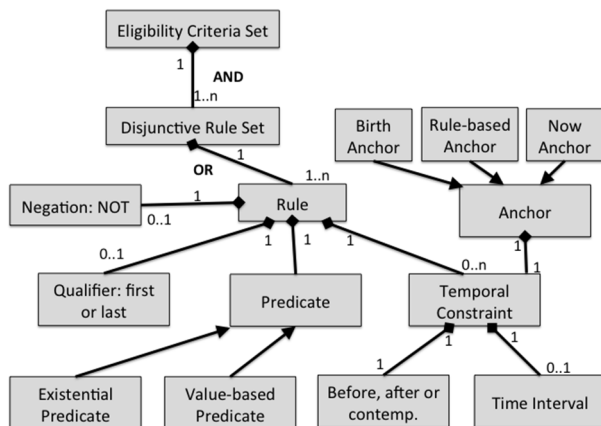 Eligibility Criteria Set
1
AND
1..n
Disjunctive Rule Set
1
OR
1..n
Birth
Anchor
Rule-based
Anchor
Now
Anchor
Negation: NOT
1
0..1
Rule
Anchor
1
1
1
1
1
0..1
0..n
Qualifier: first
or last
Predicate
Temporal
Constraint
1
1
1
0..1
Existential
Predicate
Value-based
Predicate
Before, after or
contemp.
Time Interval